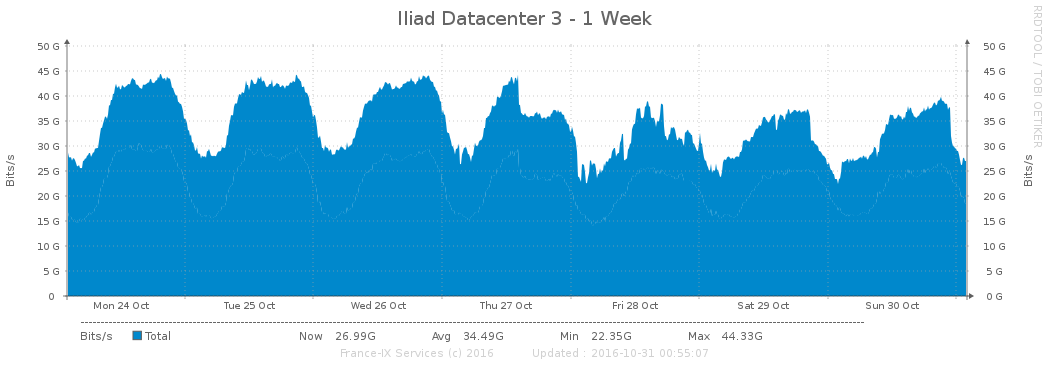 Iliad Datacenter 3 - 1 Week
RRDTOOL / TOBI OETIKER
Bits/s
50 G
45 G
40 G
35 G
30 G
25 G
20 G
15 G
10 G
5 G
0
50 G
45 G
40 G
35 G
30 G
25 G
20 G
15 G
10 G
5 G
0 G
Bits/s
Mon 24 Oct Tue 25 Oct Wed 26 Oct Thu 27 Oct Fri 28 Oct Sat 29 Oct Sun 30 Oct
Bits/s Total Now 26.99G Avg 34.49G Min 22.35G Max 44.33G
France-IX Services (c) 2016 Updated : 2016-10-31 00:55:07